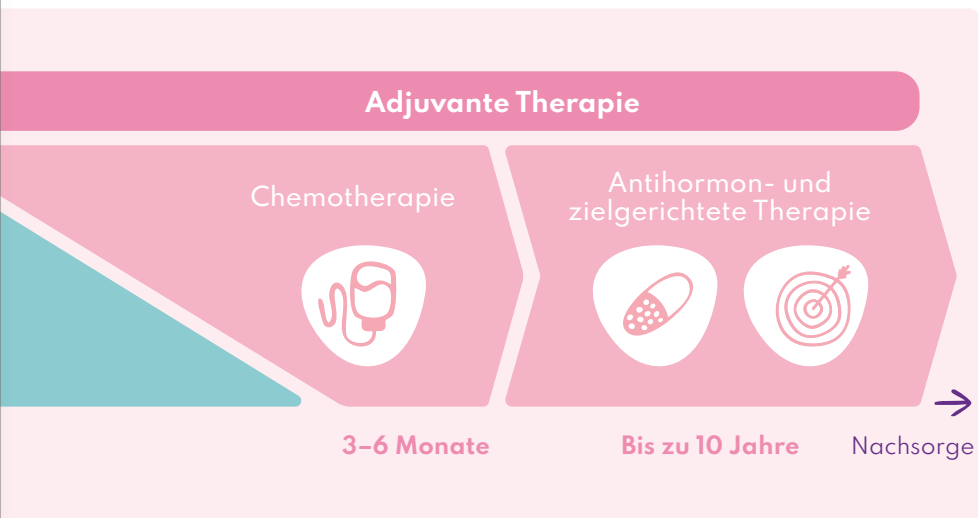 Adjuvante Therapie
Chemotherapie
Antihormon- und
zielgerichtete Therapie
3–6 Monate
Bis zu 10 Jahre
Nachsorge